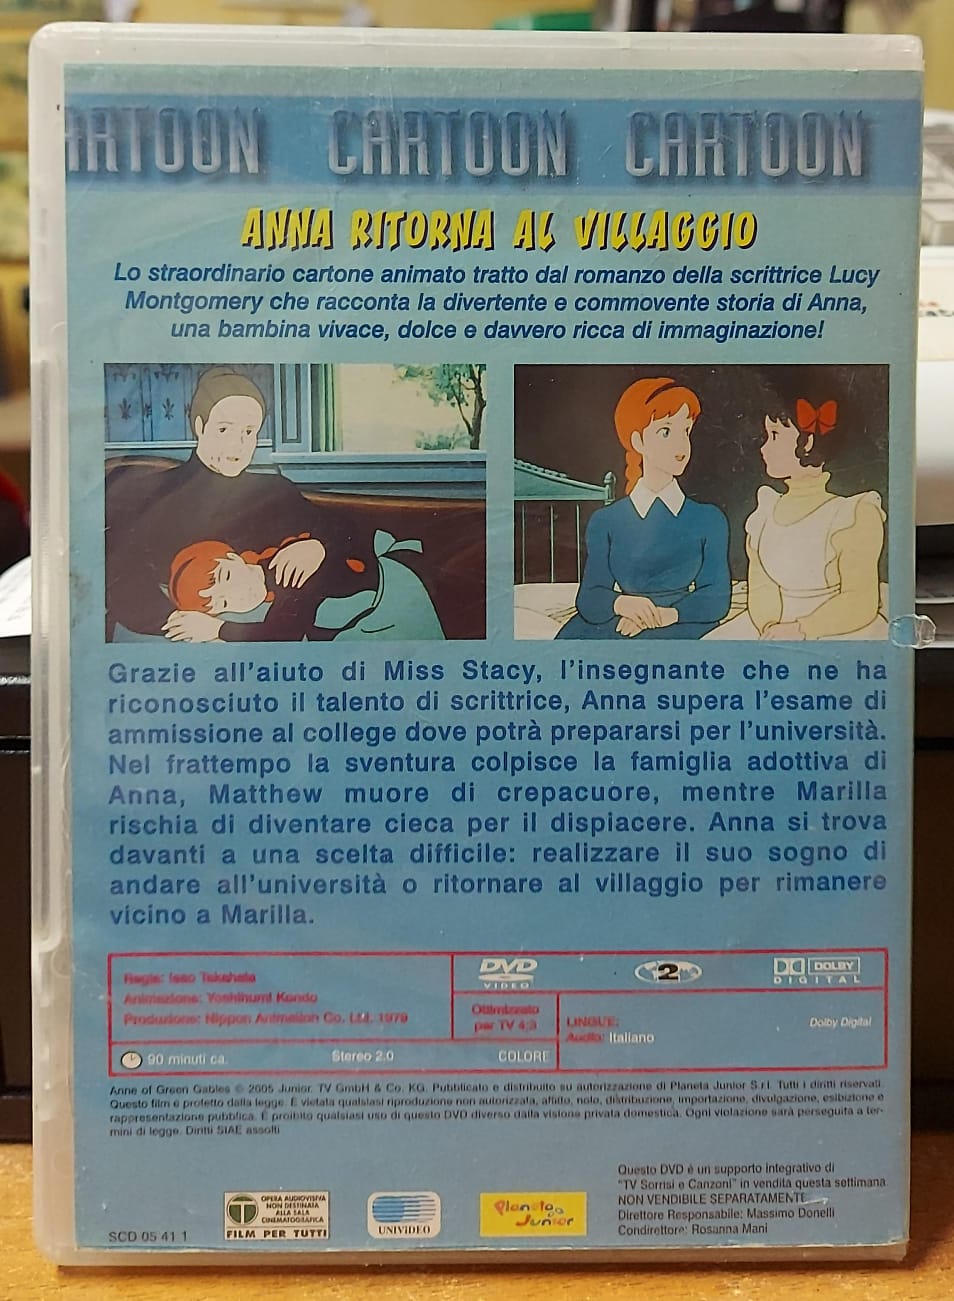 ARTOON CARTOON CARTOON
ANNA RITORNA AL VILLAGGIO
Lo straordinario cartone animato tratto dal romanzo della scrittrice Lucy
Montgomery che racconta la divertente e commovente storia di Anna,
una bambina vivace, dolce e davvero ricca di immaginazione!
Grazie all'aiuto di Miss Stacy, l'insegnante che ne ha
riconosciuto il talento di scrittrice, Anna supera l'esame di
ammissione al college dove potrà prepararsi per l'università.
Nel frattempo la sventura colpisce la famiglia adottiva di
Anna, Matthew muore di crepacuore, mentre Marilla
rischia di diventare cieca per il dispiacere. Anna si trova
davanti a una scelta difficile: realizzare il suo sogno di
andare all'università o ritornare al villaggio per rimanere
vicino a Marilla.
Regia: Isao Takahata
Animazione: Yoshihumi Kondo
Produzione: Nippon Animation Co. Ltd. 1979
DVD
VIDEO
2
DOLBY
DIGITAL
Ottimizzato
per TV 4:3
LINGUE:
Audio: Italiano
Dolby Digital
90 minuti ca.
Stereo 2.0
COLORE
Anne of Green Gables © 2005 Junior. TV GmbH & Co. KG. Pubblicato e distribuito su autorizzazione di Planeta Junior S.r.l. Tutti i diritti riservati.
Questo film è protetto dalla legge. È vietata qualsiasi riproduzione non autorizzata, affitto, nolo, distribuzione, importazione, divulgazione, esibizione e
rappresentazione pubblica. È proibito qualsiasi uso di questo DVD diverso dalla visione privata domestica. Ogni violazione sarà perseguita a ter-
mini di legge. Diritti SIAE assolti
SCD 05 41 1
T
OPERA AUDIOVISIVA
NON DESTINATA
ALLA SALA
CINEMATOGRAFICA
FILM PER TUTTI
UNIVIDEO
Planeta
Junior
Questo DVD è un supporto integrativo di
"TV Sorrisi e Canzoni" in vendita questa settimana
NON VENDIBILE SEPARATAMENTE
Direttore Responsabile: Massimo Donelli
Condirettore: Rosanna Mani